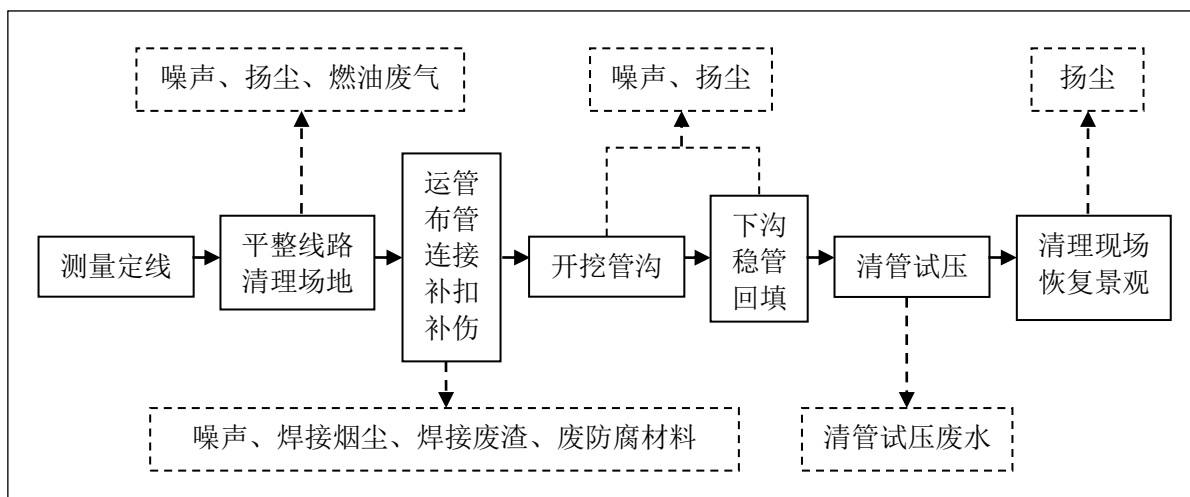 噪声、扬尘、燃油废气
噪声、扬尘
扬尘
测量定线
平整线路
清理场地
运管
布管
连接
补扣
补伤
开挖管沟
下沟
稳管
回填
清管试压
清理现场
恢复景观
噪声、焊接烟尘、焊接废渣、废防腐材料
清管试压废水